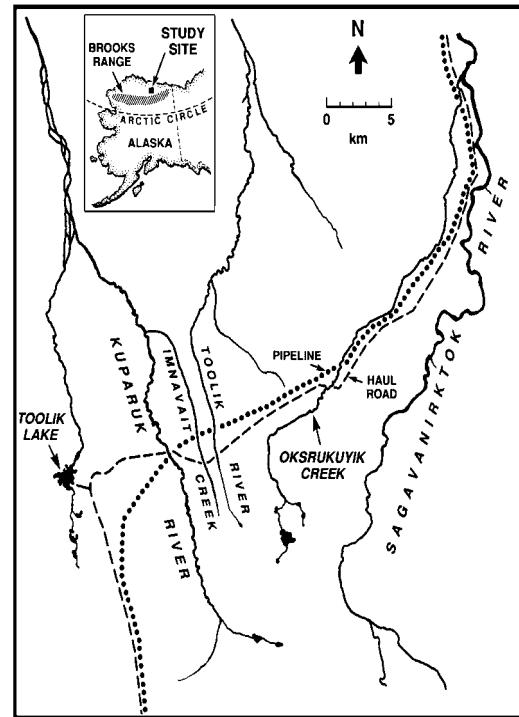 STUDY
SITE
BROOKS
RANGE
ARCTIC CIRCLE
ALASKA
N
0 5
km
RIVER
PIPELINE
HAUL
ROAD
TOOLIK
RIVER
IMNAVAIT
CREEK
KUPARUK
RIVER
TOOLIK
LAKE
OKSRUKUYIK
CREEK
SAGAVANIRKTOK